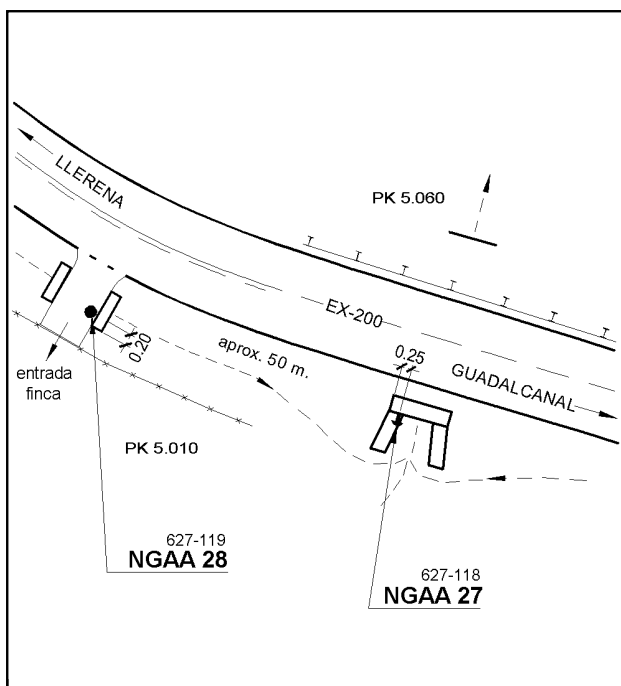 LLERENA
PK 5.060
EX-200
0.25
GUADALCANAL
0.20
aprox. 50 m.
entrada
finca
PK 5.010
627-119
NGAA 28
627-118
NGAA 27